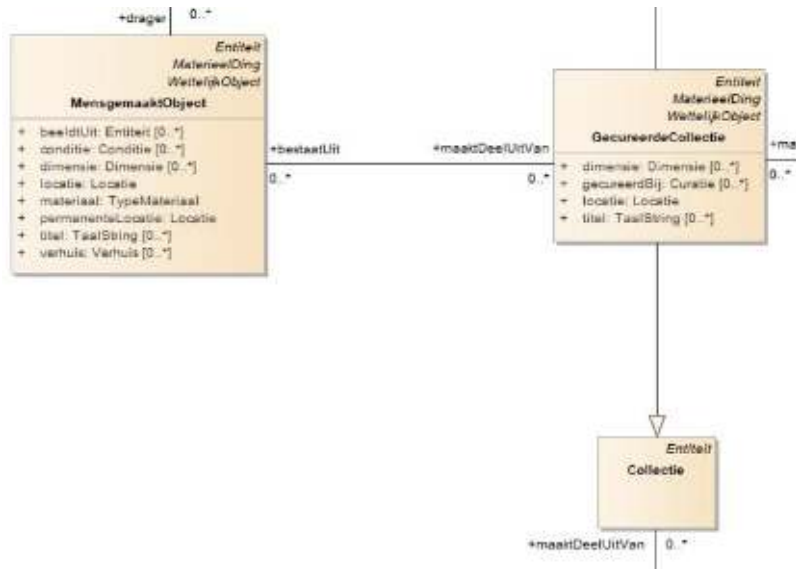 +drager 0..*
Entiteit
MaterieelDing
WettelijkObject
MensgemaaktObject
+ beeldtUit: Entiteit [0..*]
+ conditie: Conditie [0..*]
+ dimensie: Dimensie [0..*]
+ locatie: Locatie
+ materiaal: TypeMateriaal
+ permanenteLocatie: Locatie
+ titel: TaalString [0..*]
+ verhuis: Verhuis [0..*]
+bestaatUit +maaktDeelUitVan
0..* 0..*
Entiteit
MaterieelDing
WettelijkObject
GecureerdeCollectie
+ dimensie: Dimensie [0..*]
+ gecureerdBij: Curatie [0..*]
+ locatie: Locatie
+ titel: TaalString [0..*]
+ma
0..*
Entiteit
Collectie
+maaktDeelUitVan 0..*